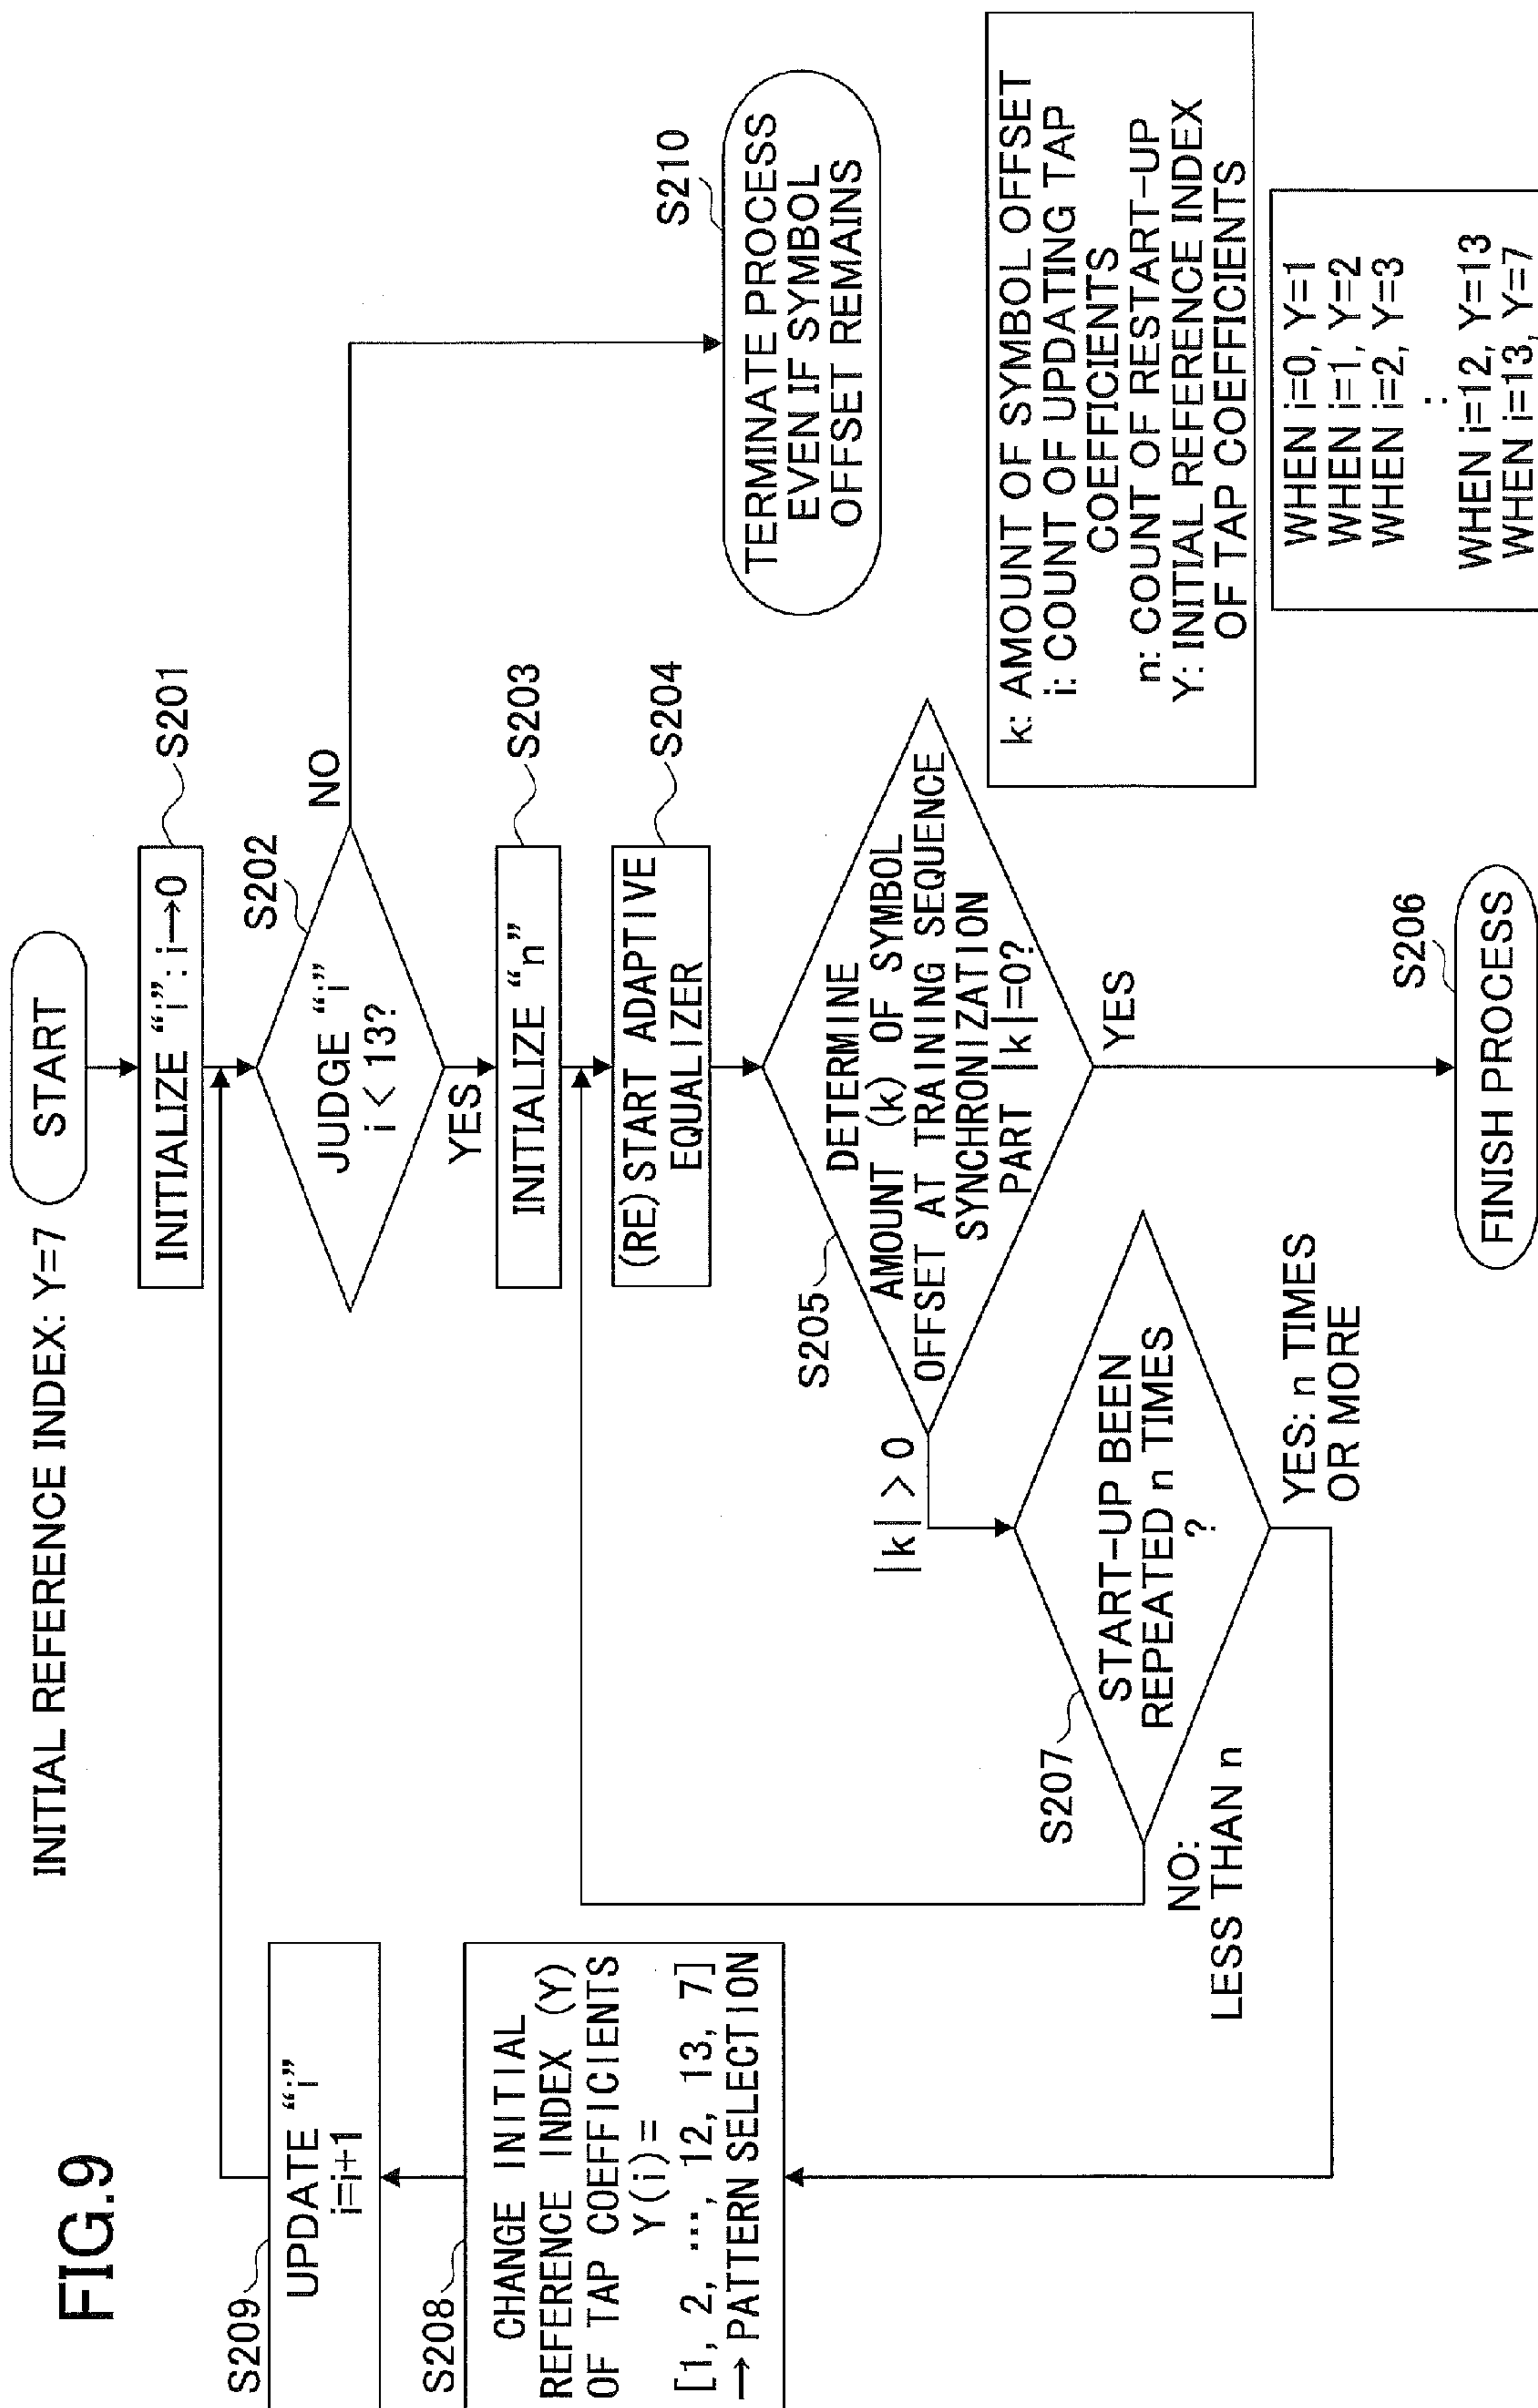 FIG.9
INITIAL REFERENCE INDEX: Y=7
START
INITIALIZE “i”: i→0
S201
S202
JUDGE “i”
i < 13?
NO
YES
INITIALIZE “n”
S203
(RE)START ADAPTIVE
EQUALIZER
S204
S205
DETERMINE
AMOUNT (k) OF SYMBOL
OFFSET AT TRAINING SEQUENCE
SYNCHRONIZATION
PART |k|=0?
|k| > 0
YES
S206
FINISH PROCESS
S207
START-UP BEEN
REPEATED n TIMES
?
NO:
LESS THAN n
YES: n TIMES
OR MORE
S208
CHANGE INITIAL
REFERENCE INDEX (Y)
OF TAP COEFFICIENTS
Y(i)=
[1, 2, ···, 12, 13, 7]
→ PATTERN SELECTION
S209
UPDATE “i”
i=i+1
S210
TERMINATE PROCESS
EVEN IF SYMBOL
OFFSET REMAINS
k: AMOUNT OF SYMBOL OFFSET
i: COUNT OF UPDATING TAP
COEFFICIENTS
n: COUNT OF RESTART-UP
Y: INITIAL REFERENCE INDEX
OF TAP COEFFICIENTS
WHEN i=0, Y=1
WHEN i=1, Y=2
WHEN i=2, Y=3
:
WHEN i=12, Y=13
WHEN i=13, Y=7